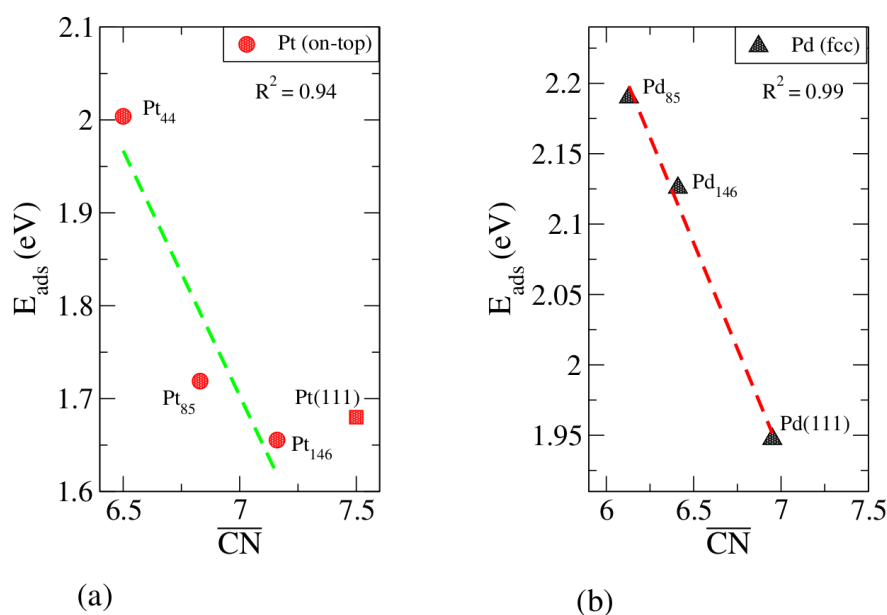 2.1
2
1.9
1.8
1.7
1.6
E_ads (eV)
Pt (on-top)
R² = 0.94
Pt₄₄
Pt₈₅
Pt(111)
Pt₁₄₆
6.5 7 7.5
CN
(a)
2.2
2.15
2.1
2.05
2
1.95
E_ads (eV)
Pd (fcc)
R² = 0.99
Pd₈₅
Pd₁₄₆
Pd(111)
6 6.5 7 7.5
CN
(b)